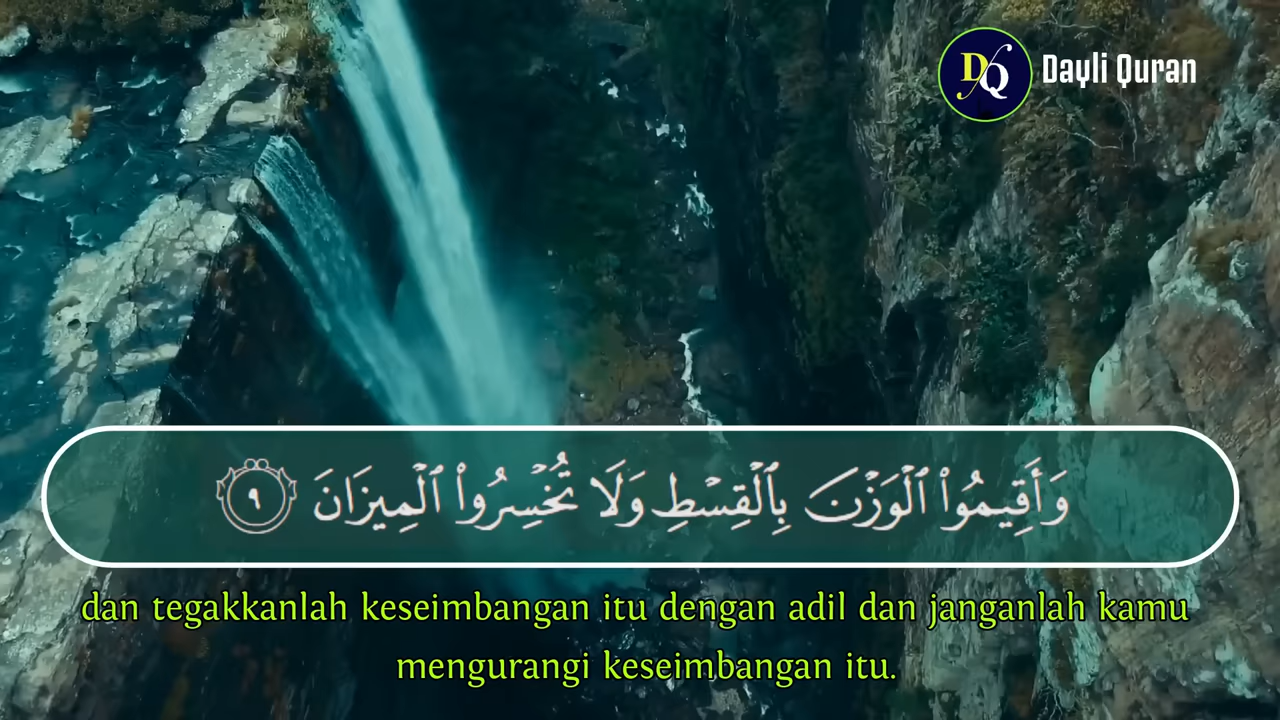 DQ
Dayli Quran
وَأَقِيمُوا۟ ٱلْوَزْنَ بِٱلْقِسْطِ وَلَا تُخْسِرُوا۟ ٱلْمِيزَانَ ٩
dan tegakkanlah keseimbangan itu dengan adil dan janganlah kamu
mengurangi keseimbangan itu.